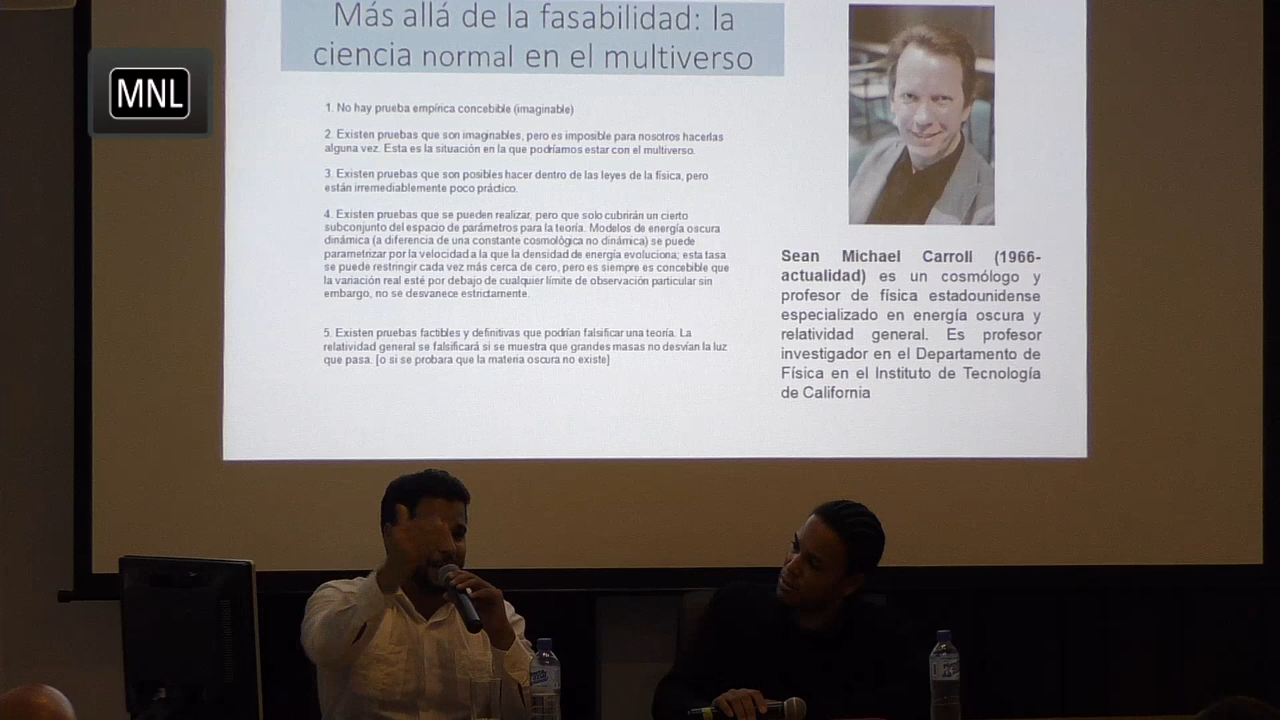 Más allá de la fasabilidad: la
ciencia normal en el multiverso
MNL
1. No hay prueba empírica concebible (imaginable)
2. Existen pruebas que son imaginables, pero es imposible para nosotros hacerlas
alguna vez. Esta es la situación en la que podríamos estar con el multiverso.
3. Existen pruebas que son posibles hacer dentro de las leyes de la física, pero
están irremediablemente poco práctico.
4. Existen pruebas que se pueden realizar, pero que solo cubrirán un cierto
subconjunto del espacio de parámetros para la teoría. Modelos de energía oscura
dinámica (a diferencia de una constante cosmológica no dinámica) se puede
parametrizar por la velocidad a la que la densidad de energía evoluciona; esta tasa
se puede restringir cada vez más cerca de cero, pero es siempre es concebible que
la variación real esté por debajo de cualquier límite de observación particular sin
embargo, no se desvanece estrictamente.
5. Existen pruebas factibles y definitivas que podrían falsificar una teoría. La
relatividad general se falsificará si se muestra que grandes masas no desvían la luz
que pasa. [o si se probara que la materia oscura no existe]
Sean Michael Carroll (1966-
actualidad) es un cosmólogo y
profesor de física estadounidense
especializado en energía oscura y
relatividad general. Es profesor
investigador en el Departamento de
Física en el Instituto de Tecnología
de California